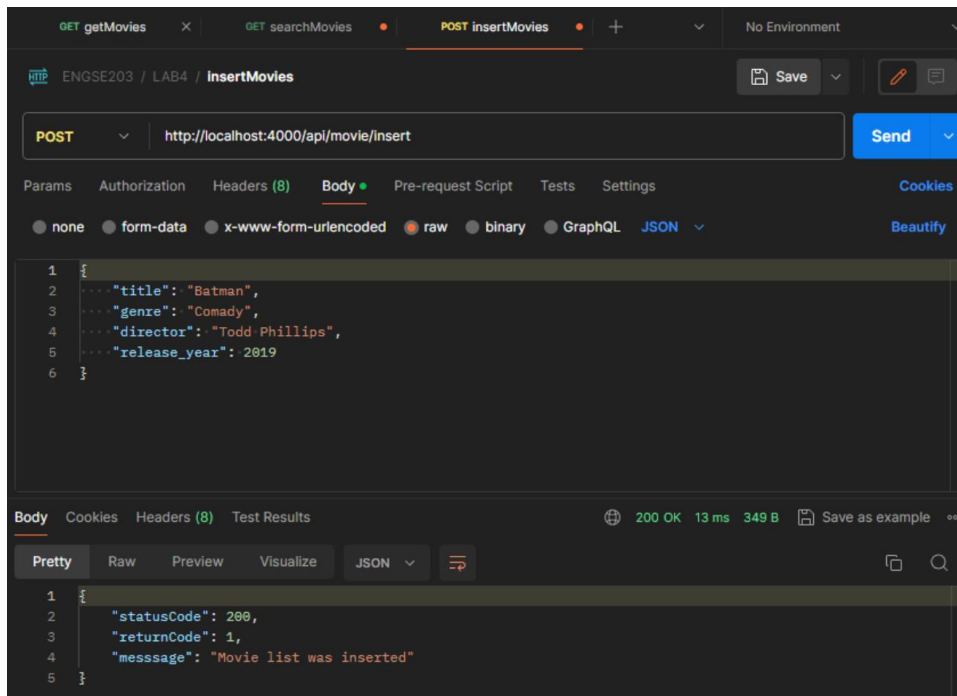 GET getMovies
GET searchMovies
POST insertMovies
No Environment
HTTP ENGSE203 / LAB4 / insertMovies
Save
POST http://localhost:4000/api/movie/insert Send
Params Authorization Headers (8) Body Pre-request Script Tests Settings Cookies
none form-data x-www-form-urlencoded raw binary GraphQL JSON Beautify
1 {
2 ····"title":·"Batman",
3 ····"genre":·"Comady",
4 ····"director":·"Todd·Phillips",
5 ····"release_year":·2019
6 }
Body Cookies Headers (8) Test Results 200 OK 13 ms 349 B Save as example
Pretty Raw Preview Visualize JSON
1 {
2 "statusCode": 200,
3 "returnCode": 1,
4 "messsage": "Movie list was inserted"
5 }